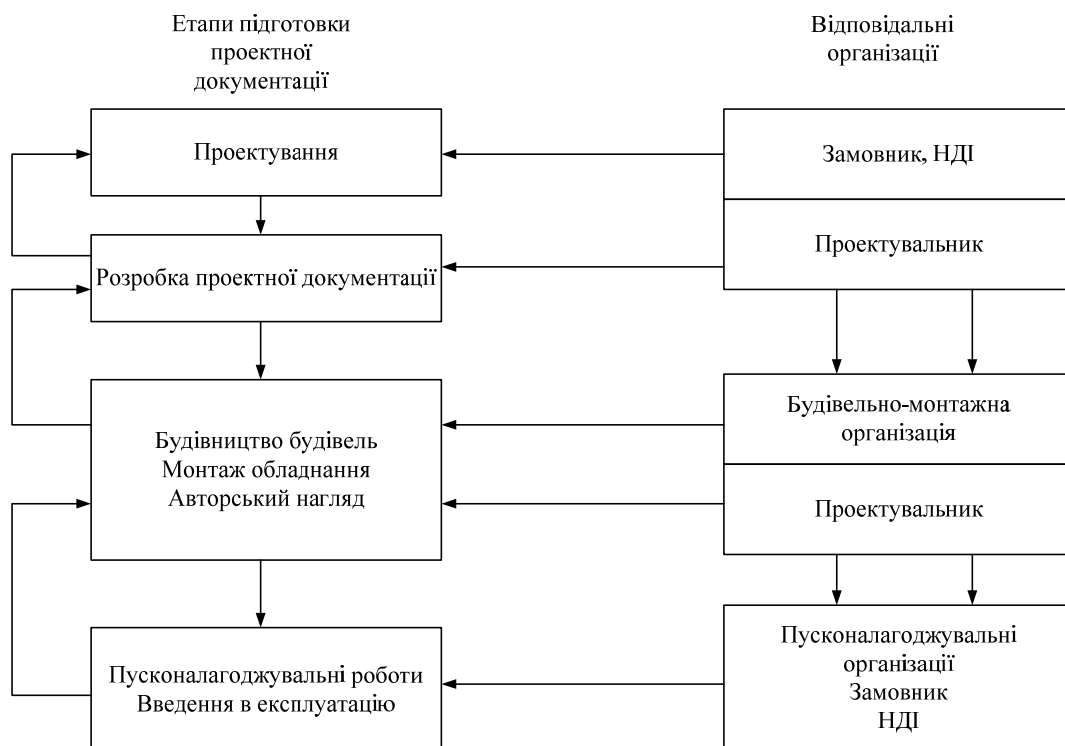 Етапи підготовки
проектної
документації
Відповідальні
організації
Проектування
Замовник, НДІ
Проектувальник
Розробка проектної документації
Будівництво будівель
Монтаж обладнання
Авторський нагляд
Будівельно-монтажна
організація
Проектувальник
Пусконалагоджувальні роботи
Введення в експлуатацію
Пусконалагоджувальні
організації
Замовник
НДІ